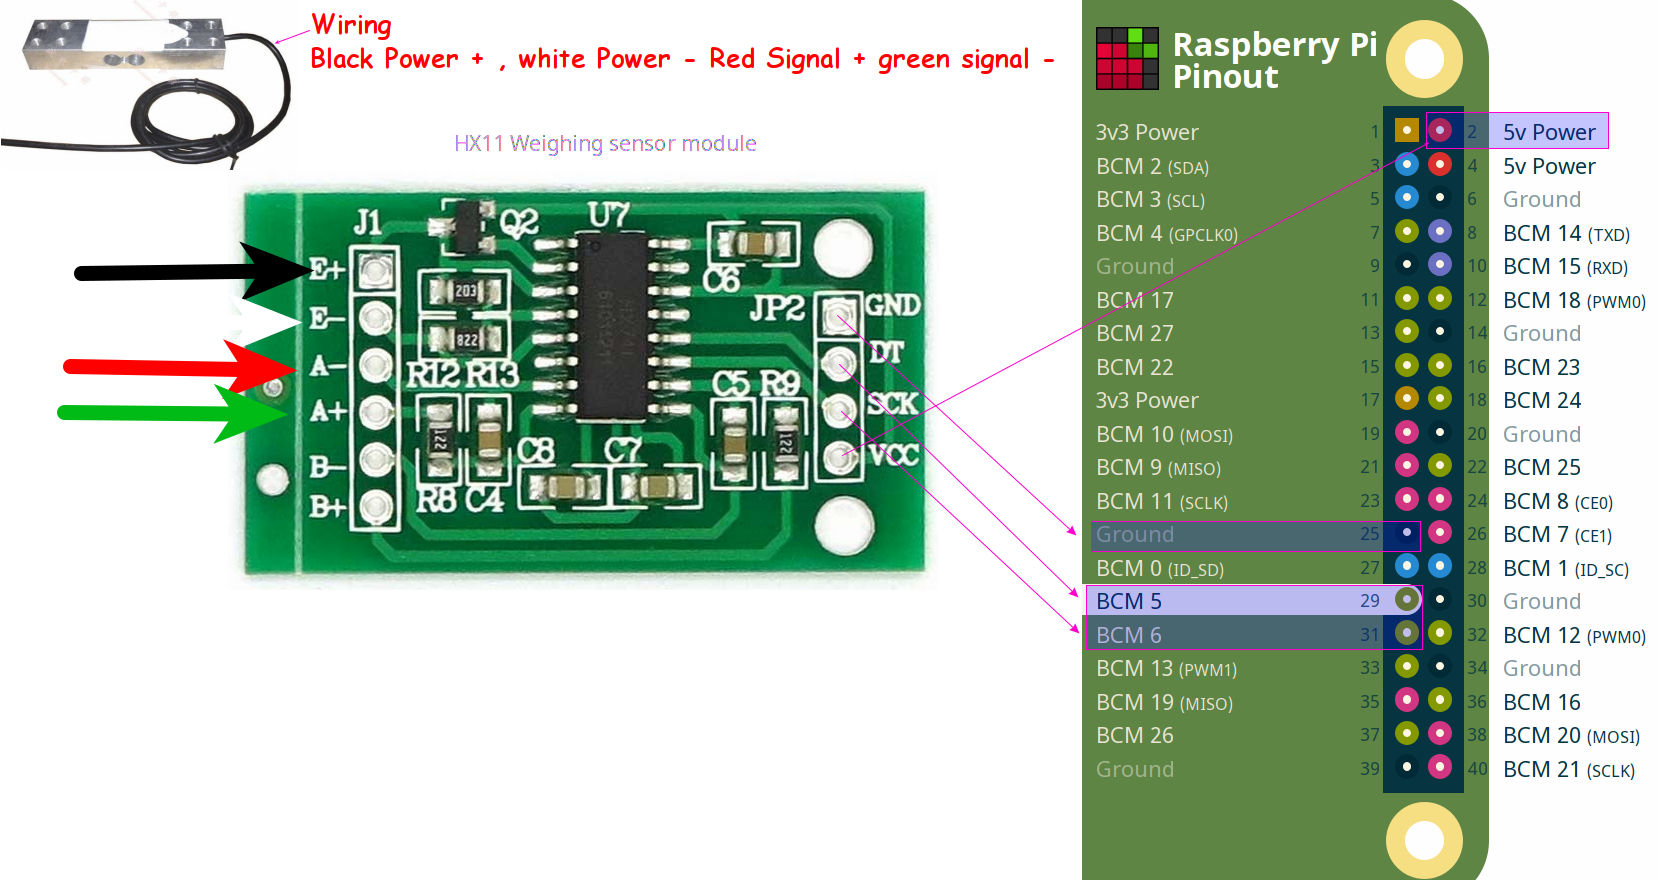 Wiring
Black Power + , white Power - Red Signal + green signal -
HX11 Weighing sensor module
J1
Q2
U7
E+
203
C6
E-
822
JP2
GND
A-
R12 R13
DT
C5 R9
A+
SCK
122
122
B-
C8
C7
VCC
B+
R8 C4
Raspberry Pi
Pinout
3v3 Power 1 2 5v Power
BCM 2 (SDA) 3 4 5v Power
BCM 3 (SCL) 5 6 Ground
BCM 4 (GPCLK0) 7 8 BCM 14 (TXD)
Ground 9 10 BCM 15 (RXD)
BCM 17 11 12 BCM 18 (PWM0)
BCM 27 13 14 Ground
BCM 22 15 16 BCM 23
3v3 Power 17 18 BCM 24
BCM 10 (MOSI) 19 20 Ground
BCM 9 (MISO) 21 22 BCM 25
BCM 11 (SCLK) 23 24 BCM 8 (CE0)
Ground 25 26 BCM 7 (CE1)
BCM 0 (ID_SD) 27 28 BCM 1 (ID_SC)
BCM 5 29 30 Ground
BCM 6 31 32 BCM 12 (PWM0)
BCM 13 (PWM1) 33 34 Ground
BCM 19 (MISO) 35 36 BCM 16
BCM 26 37 38 BCM 20 (MOSI)
Ground 39 40 BCM 21 (SCLK)